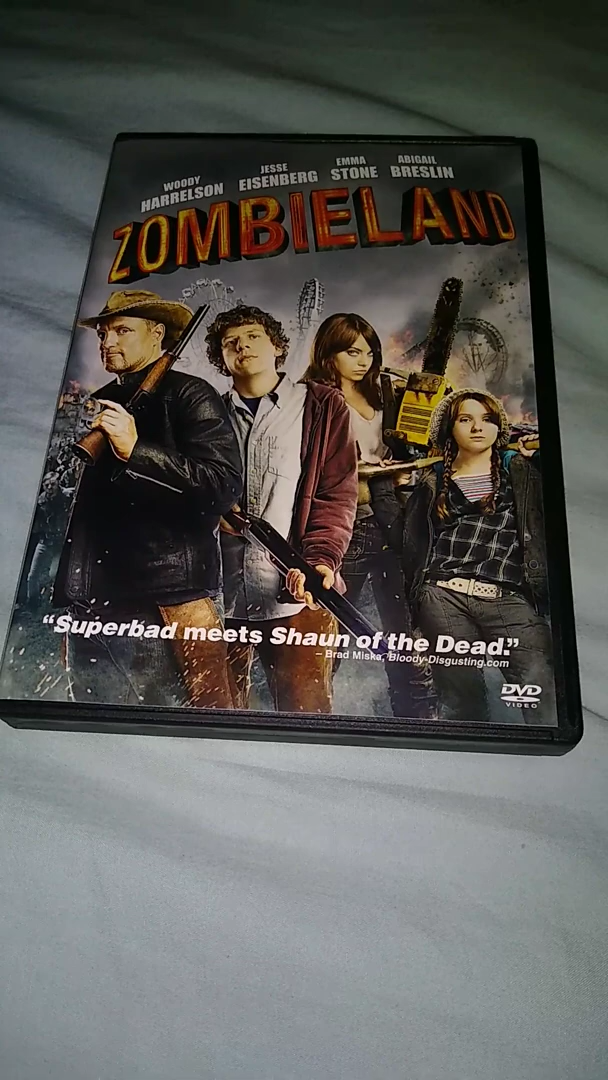 WOODY HARRELSON
JESSE EISENBERG
EMMA STONE
ABIGAIL BRESLIN
ZOMBIELAND
“Superbad meets Shaun of the Dead.”
– Brad Miska, Bloody-Disgusting.com
DVD
VIDEO